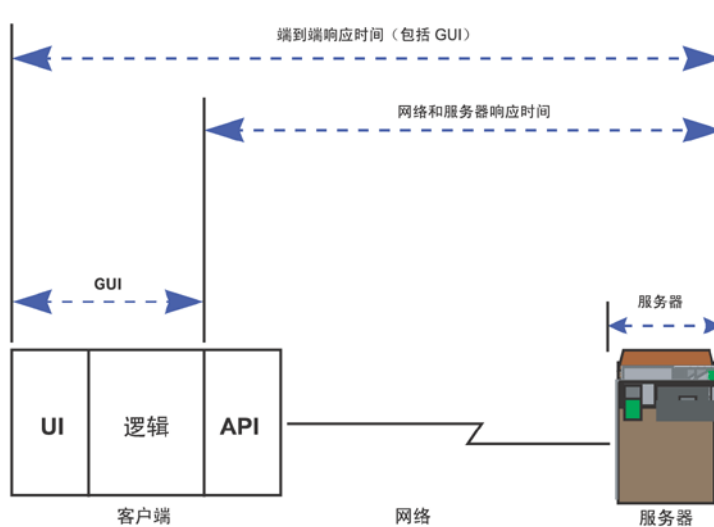 端到端响应时间（包括 GUI）
网络和服务器响应时间
GUI
服务器
UI
逻辑
API
客户端
网络
服务器